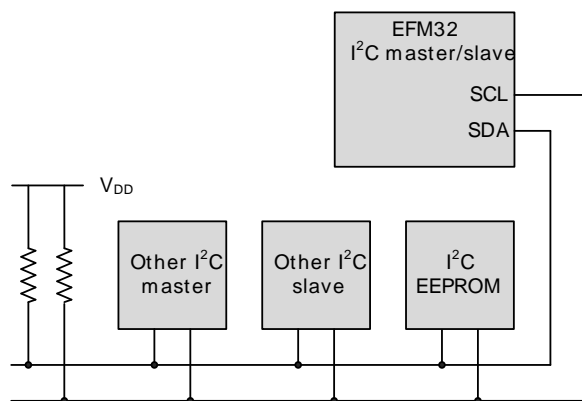 EFM32
I²C master/slave
SCL
SDA
V_DD
Other I²C
master
Other I²C
slave
I²C
EEPROM